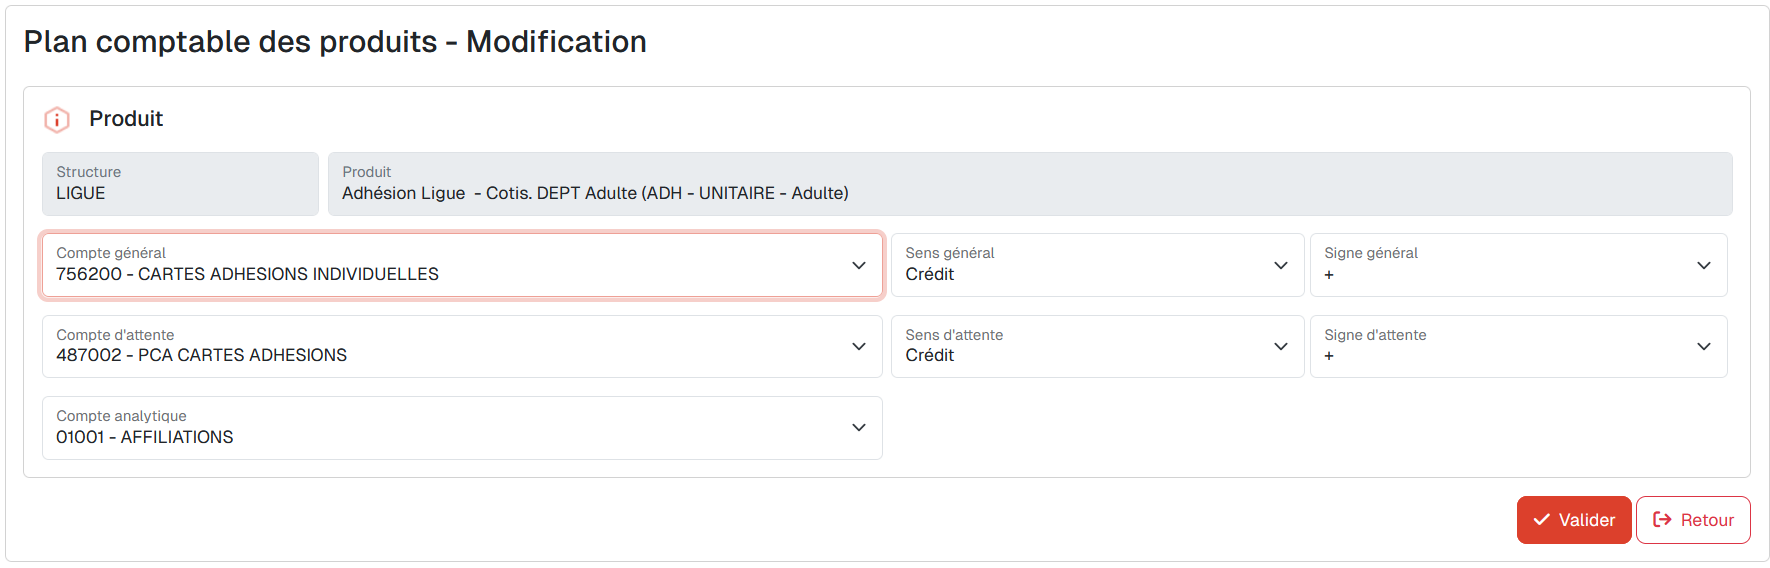 Plan comptable des produits - Modification
Produit
Structure
LIGUE
Produit
Adhésion Ligue - Cotis. DEPT Adulte (ADH - UNITAIRE - Adulte)
Compte général
756200 - CARTES ADHESIONS INDIVIDUELLES
Sens général
Crédit
Signe général
+
Compte d'attente
487002 - PCA CARTES ADHESIONS
Sens d'attente
Crédit
Signe d'attente
+
Compte analytique
01001 - AFFILIATIONS
Valider
Retour